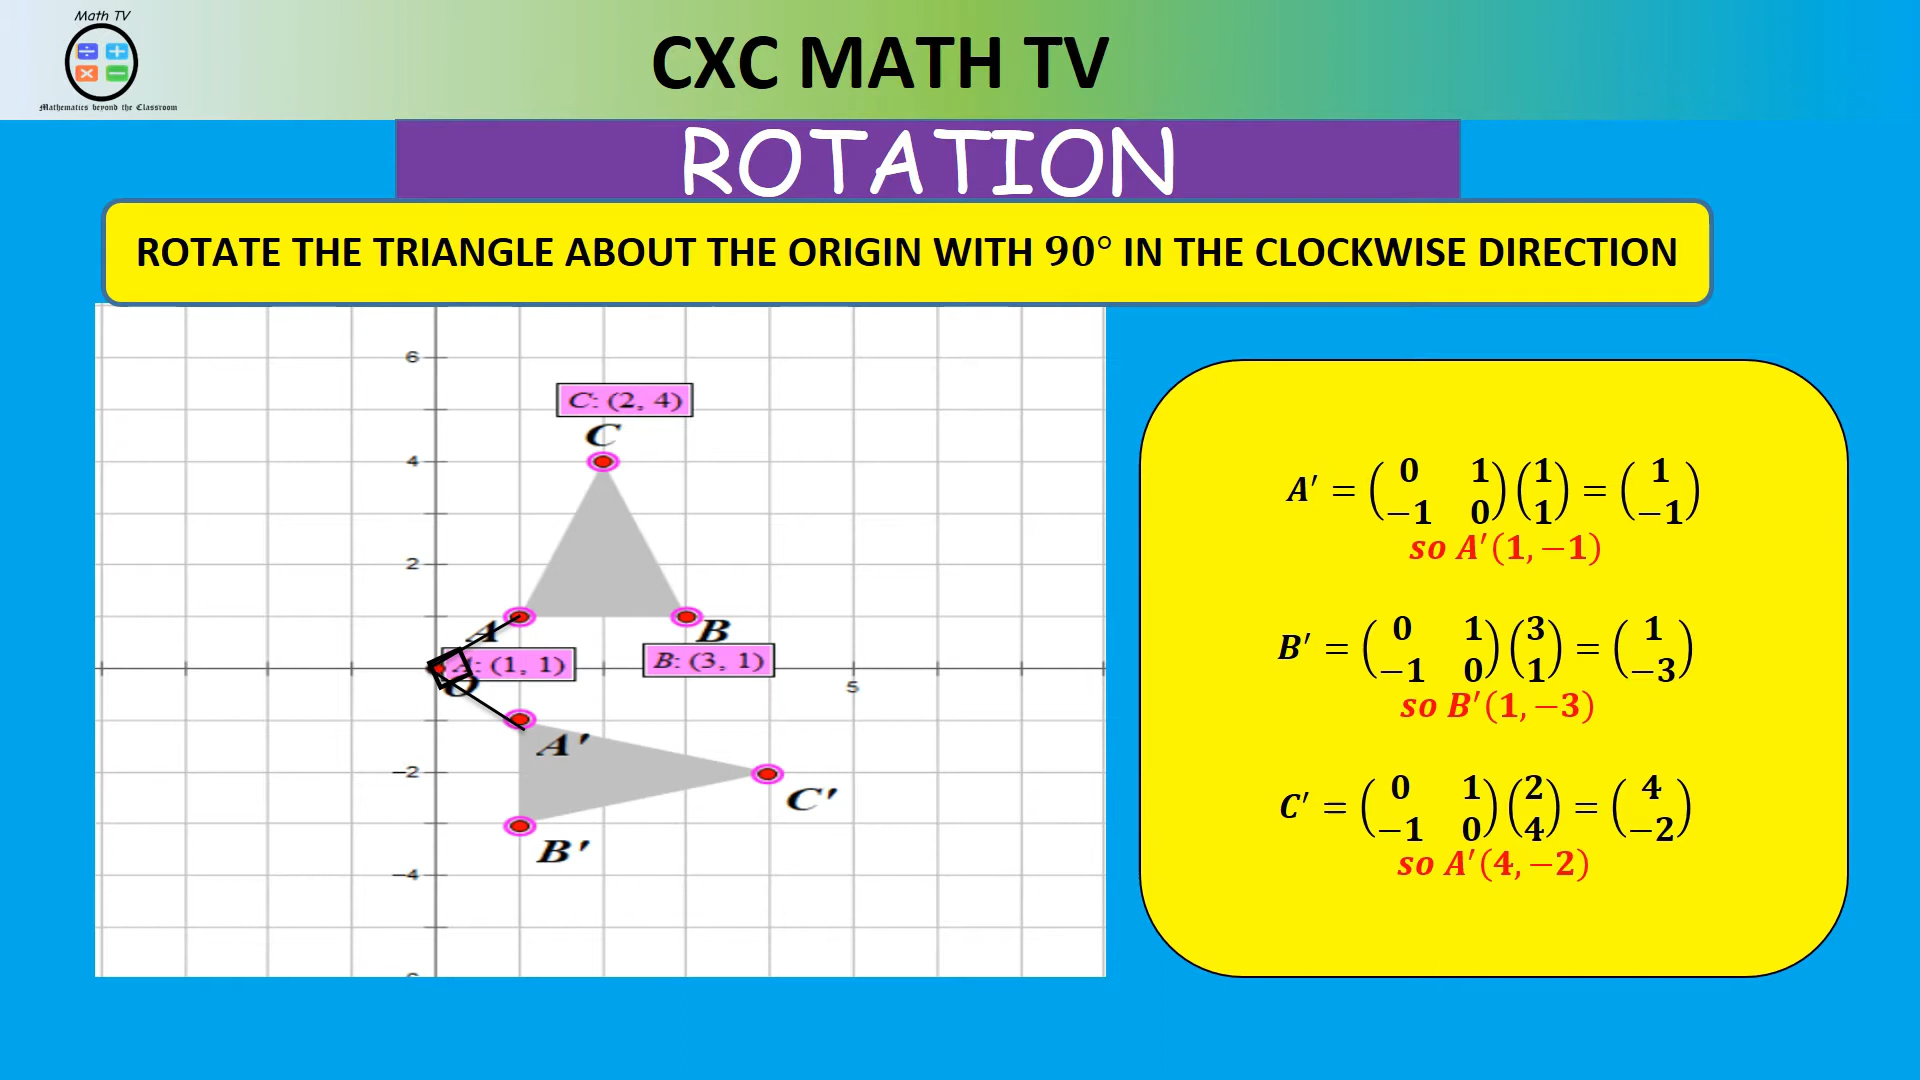 Math TV
Mathematics beyond the Classroom
CXC MATH TV
ROTATION
ROTATE THE TRIANGLE ABOUT THE ORIGIN WITH 90° IN THE CLOCKWISE DIRECTION
6
C: (2, 4)
C
4
2
A
B
A: (1, 1)
B: (3, 1)
O
5
A'
−2
C'
B'
−4
A′ = (0 1 −1 0)(1 1) = (1 −1)
so A′(1, −1)
B′ = (0 1 −1 0)(3 1) = (1 −3)
so B′(1, −3)
C′ = (0 1 −1 0)(2 4) = (4 −2)
so A′(4, −2)